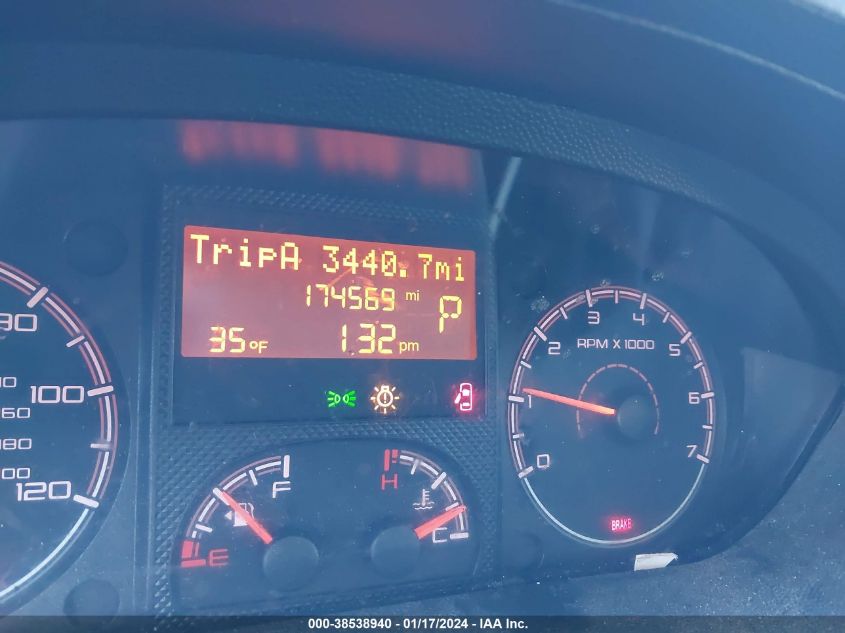 TripA 3440.7mi
174569 mi
P
35°F 1:32 pm
100
120
F
E
H
C
0
1
2
3
4
5
6
7
RPM X 1000
BRAKE
000-38538940 - 01/17/2024 - IAA Inc.